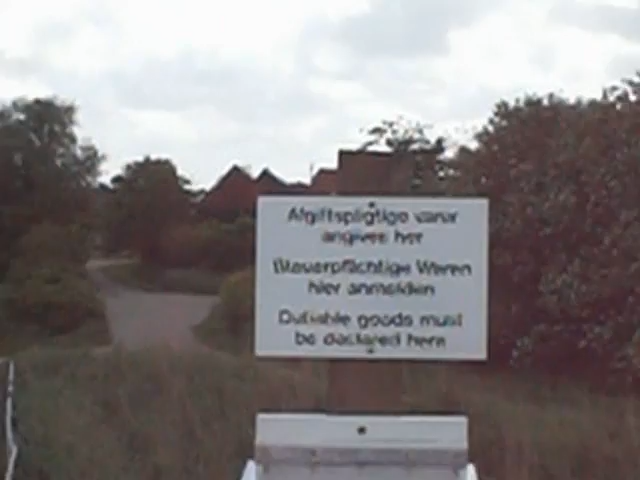 Afgiftspligtige varer
angives her
Steuerpflichtige Waren
hier anmelden
Dutiable goods must
be declared here